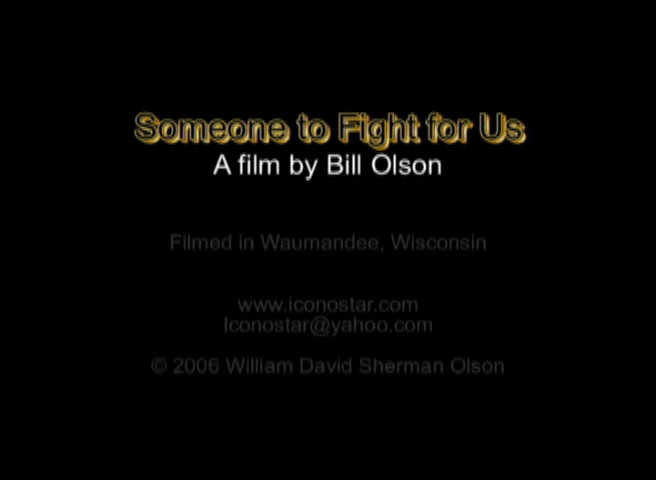 Someone to Fight for Us
A film by Bill Olson
Filmed in Waumandee, Wisconsin
www.iconostar.com
Iconostar@yahoo.com
© 2006 William David Sherman Olson